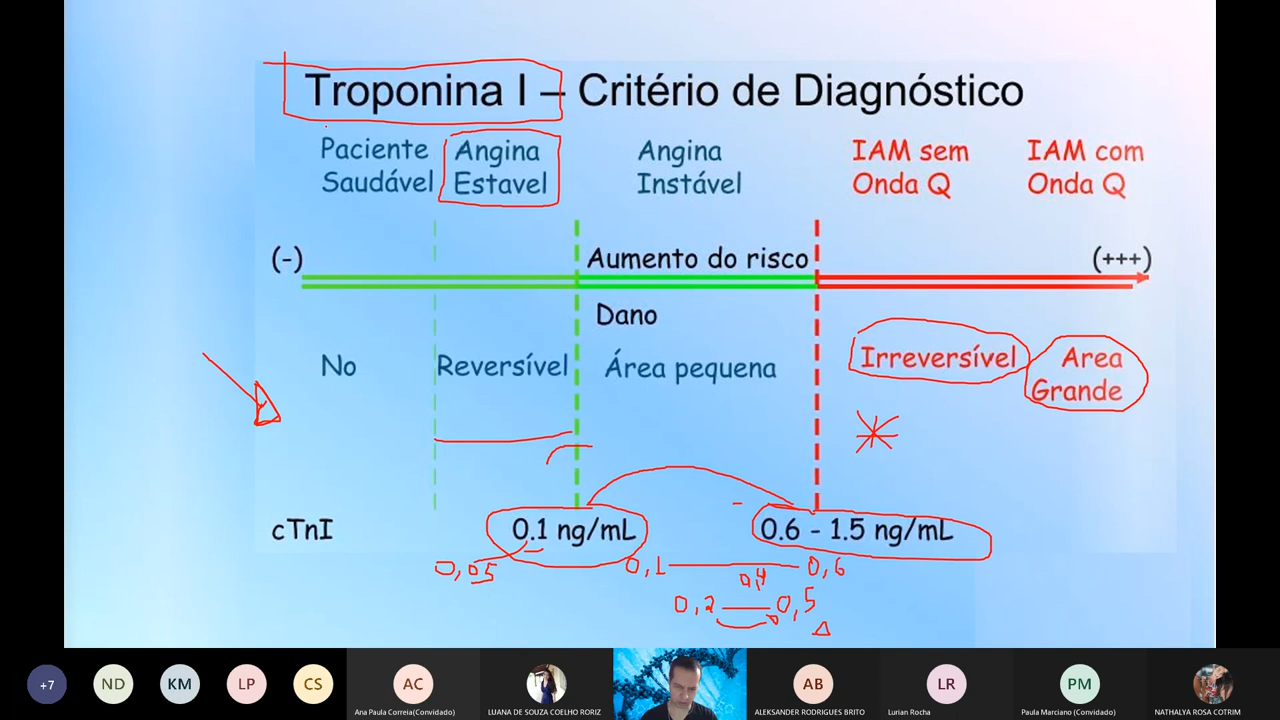 Troponina I – Critério de Diagnóstico
Paciente Saudável
Angina Estavel
Angina Instável
IAM sem Onda Q
IAM com Onda Q
(-)
Aumento do risco
(+++)
Dano
No
Reversível
Área pequena
Irreversível
Area Grande
cTnI
0.1 ng/mL
0.6 - 1.5 ng/mL
0,05
0,1
0,6
0,4
0,2
0,5
+7
ND
KM
LP
CS
AC
AB
LR
PM
Ana Paula Correia(Convidado)
LUANA DE SOUZA COELHO RORIZ
ALEKSANDER RODRIGUES BRITO
Lurian Rocha
Paula Marciano (Convidado)
NATHALYA ROSA COTRIM